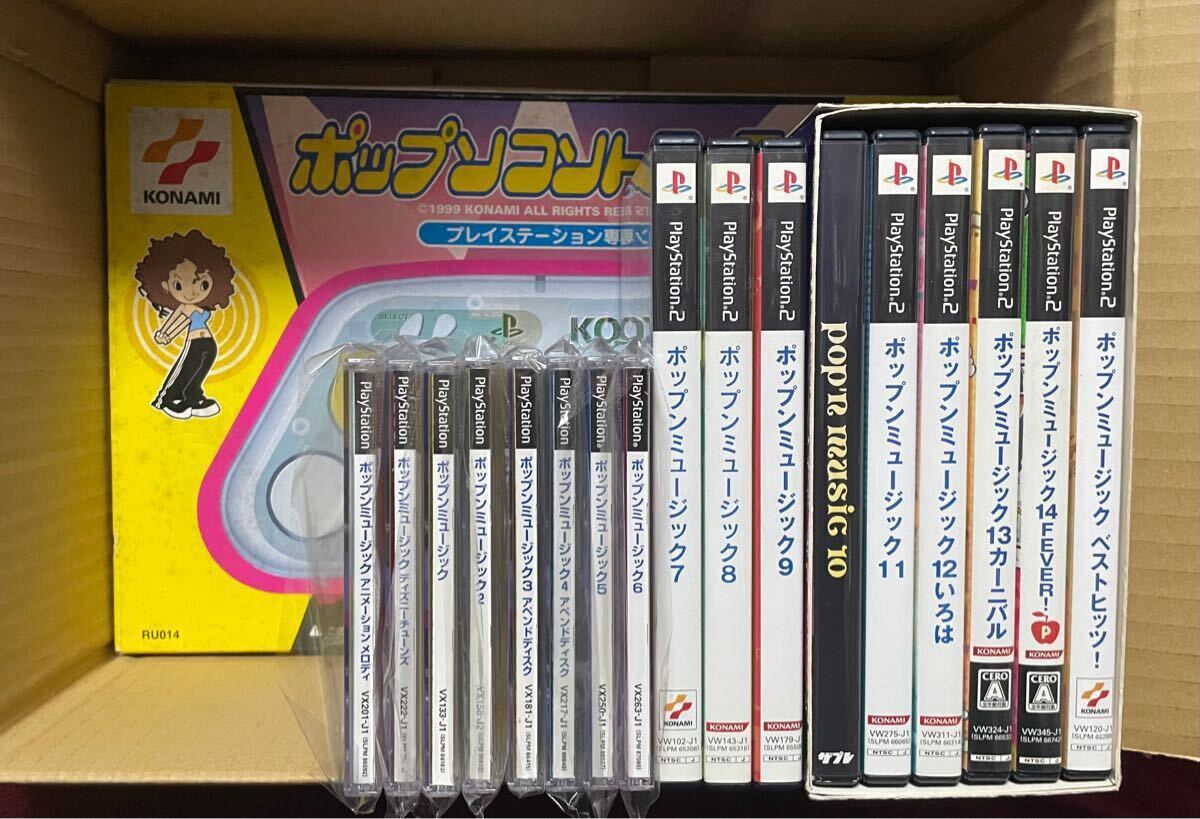 KONAMI
ポップンコント
©1999 KONAMI ALL RIGHTS
プレイステーション専
SELECT
RU014
PlayStation
ポップンミュージック アニメーション メロディ
VX201-J1
PlayStation
ポップンミュージック ディズニーチューンズ
VX222-J1
PlayStation
ポップンミュージック
VX133-J1
PlayStation
ポップンミュージック2
PlayStation
ポップンミュージック3 アペンドディスク
VX181-J1
PlayStation
ポップンミュージック4 アペンドディスク
VX217-J1
PlayStation
ポップンミュージック5
VX250-J1
PlayStation
ポップンミュージック6
VX263-J1
PlayStation.2
ポップンミュージック7
KONAMI
VW102-J1
NTSC J
PlayStation.2
ポップンミュージック8
KONAMI
VW143-J1
NTSC J
PlayStation.2
ポップンミュージック9
KONAMI
VW179-J1
NTSC J
pop'n music 10
PlayStation.2
ポップンミュージック11
KONAMI
VW275-J1
NTSC J
PlayStation.2
ポップンミュージック12いろは
KONAMI
VW311-J1
NTSC J
PlayStation.2
ポップンミュージック13カーニバル
KONAMI
CERO
A
全年齢対象
VW324-J1
NTSC J
PlayStation.2
ポップンミュージック14 FEVER!
P
KONAMI
CERO
A
全年齢対象
VW345-J1
NTSC J
PlayStation.2
ポップンミュージック ベストヒッツ!
KONAMI
VW120-J1
NTSC J